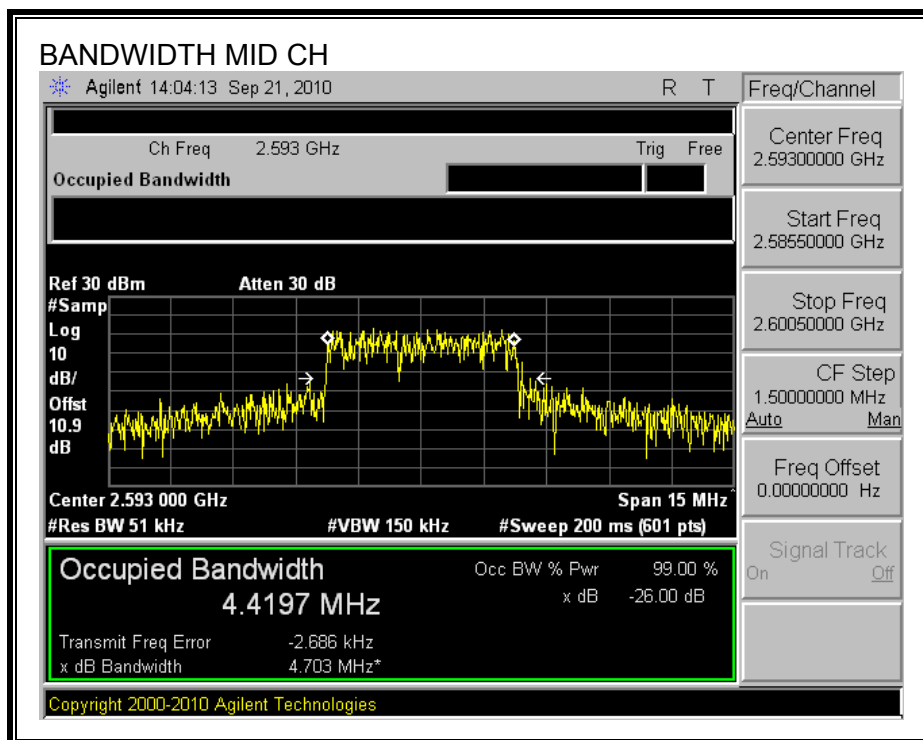 BANDWIDTH MID CH
Agilent 14:04:13 Sep 21, 2010 R T
Freq/Channel
Ch Freq 2.593 GHz Trig Free
Occupied Bandwidth
Center Freq
2.59300000 GHz
Start Freq
2.58550000 GHz
Stop Freq
2.60050000 GHz
CF Step
1.50000000 MHz
Auto Man
Freq Offset
0.00000000 Hz
Signal Track
On Off
Ref 30 dBm Atten 30 dB
#Samp
Log
10
dB/
Offst
10.9
dB
Center 2.593 000 GHz Span 15 MHz^
#Res BW 51 kHz #VBW 150 kHz #Sweep 200 ms (601 pts)
Occupied Bandwidth
4.4197 MHz
Occ BW % Pwr 99.00 %
x dB -26.00 dB
Transmit Freq Error -2.686 kHz
x dB Bandwidth 4.703 MHz*
Copyright 2000-2010 Agilent Technologies